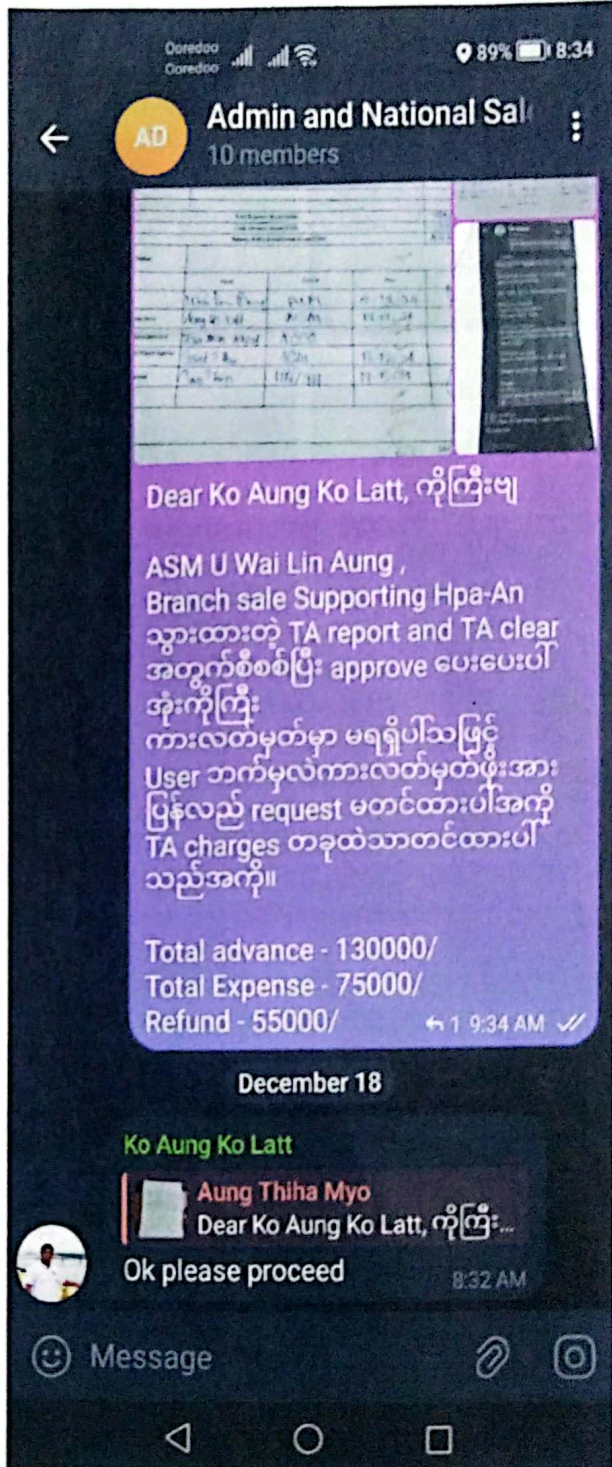 Ooredoo
Ooredoo
89% 8:34
AD
Admin and National Sal
10 members
Dear Ko Aung Ko Latt, ကိုကြီးဗျ
ASM U Wai Lin Aung ,
Branch sale Supporting Hpa-An
သွားထားတဲ့ TA report and TA clear
အတွက်စီစစ်ပြီး approve ပေးပေးပါ
အုံးကိုကြီး
ကားလတ်မှတ်မှာ မရရှိပါသဖြင့်
User ဘက်မှလဲကားလတ်မှတ်ဖိုးအား
ပြန်လည် request မတင်ထားပါအကို
TA charges တခုထဲသာတင်ထားပါ
သည်အကို။
Total advance - 130000/
Total Expense - 75000/
Refund - 55000/
1 9:34 AM
December 18
Ko Aung Ko Latt
Aung Thiha Myo
Dear Ko Aung Ko Latt, ကိုကြီး...
Ok please proceed
8:32 AM
Message